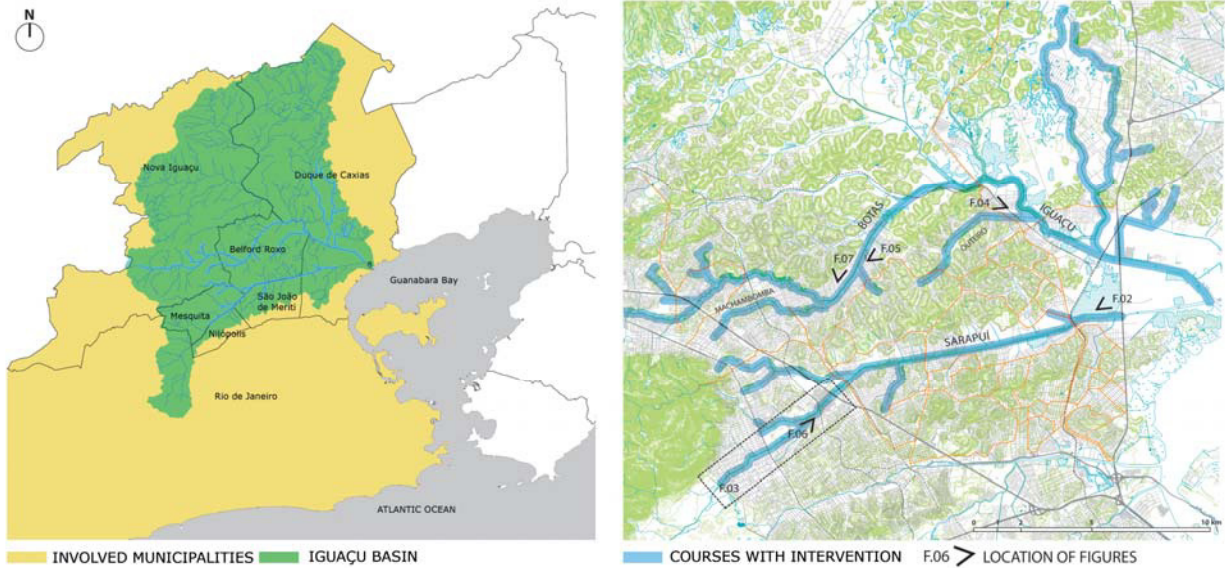 N
Nova Iguaçu
Duque de Caxias
Belford Roxo
Guanabara Bay
São João
de Meriti
Mesquita
Nilópolis
Rio de Janeiro
ATLANTIC OCEAN
INVOLVED MUNICIPALITIES
IGUAÇU BASIN
BOTAS
F.04
IGUAÇU
OUTEIRO
F.05
F.07
MACHAMBOMBA
F.02
SARAPUÍ
F.06
F.03
0
2
10 km
COURSES WITH INTERVENTION
F.06
LOCATION OF FIGURES